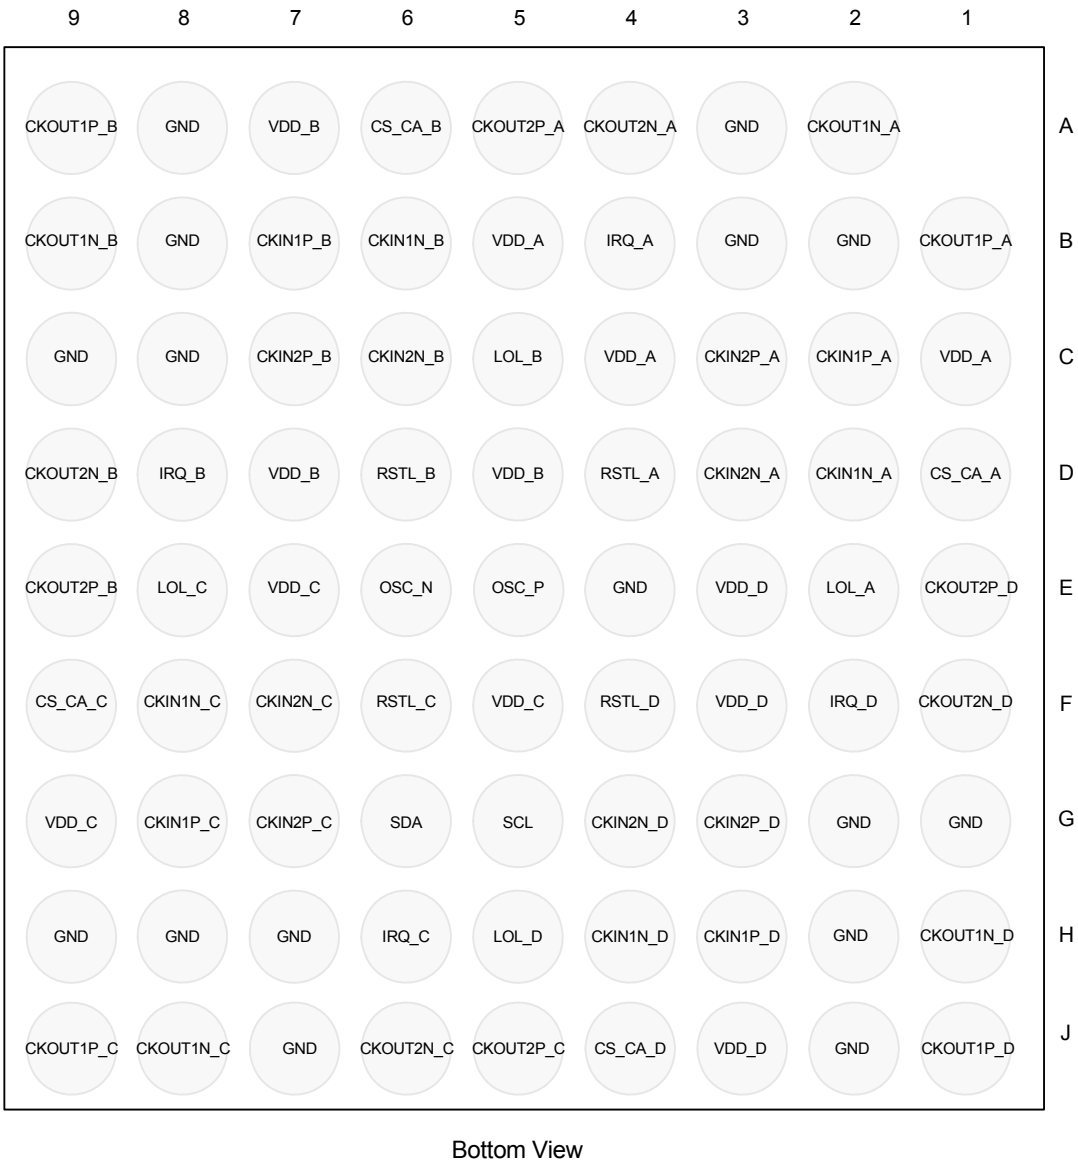 9 8 7 6 5 4 3 2 1
CKOUT1P_B GND VDD_B CS_CA_B CKOUT2P_A CKOUT2N_A GND CKOUT1N_A A
CKOUT1N_B GND CKIN1P_B CKIN1N_B VDD_A IRQ_A GND GND CKOUT1P_A B
GND GND CKIN2P_B CKIN2N_B LOL_B VDD_A CKIN2P_A CKIN1P_A VDD_A C
CKOUT2N_B IRQ_B VDD_B RSTL_B VDD_B RSTL_A CKIN2N_A CKIN1N_A CS_CA_A D
CKOUT2P_B LOL_C VDD_C OSC_N OSC_P GND VDD_D LOL_A CKOUT2P_D E
CS_CA_C CKIN1N_C CKIN2N_C RSTL_C VDD_C RSTL_D VDD_D IRQ_D CKOUT2N_D F
VDD_C CKIN1P_C CKIN2P_C SDA SCL CKIN2N_D CKIN2P_D GND GND G
GND GND GND IRQ_C LOL_D CKIN1N_D CKIN1P_D GND CKOUT1N_D H
CKOUT1P_C CKOUT1N_C GND CKOUT2N_C CKOUT2P_C CS_CA_D VDD_D GND CKOUT1P_D J
Bottom View